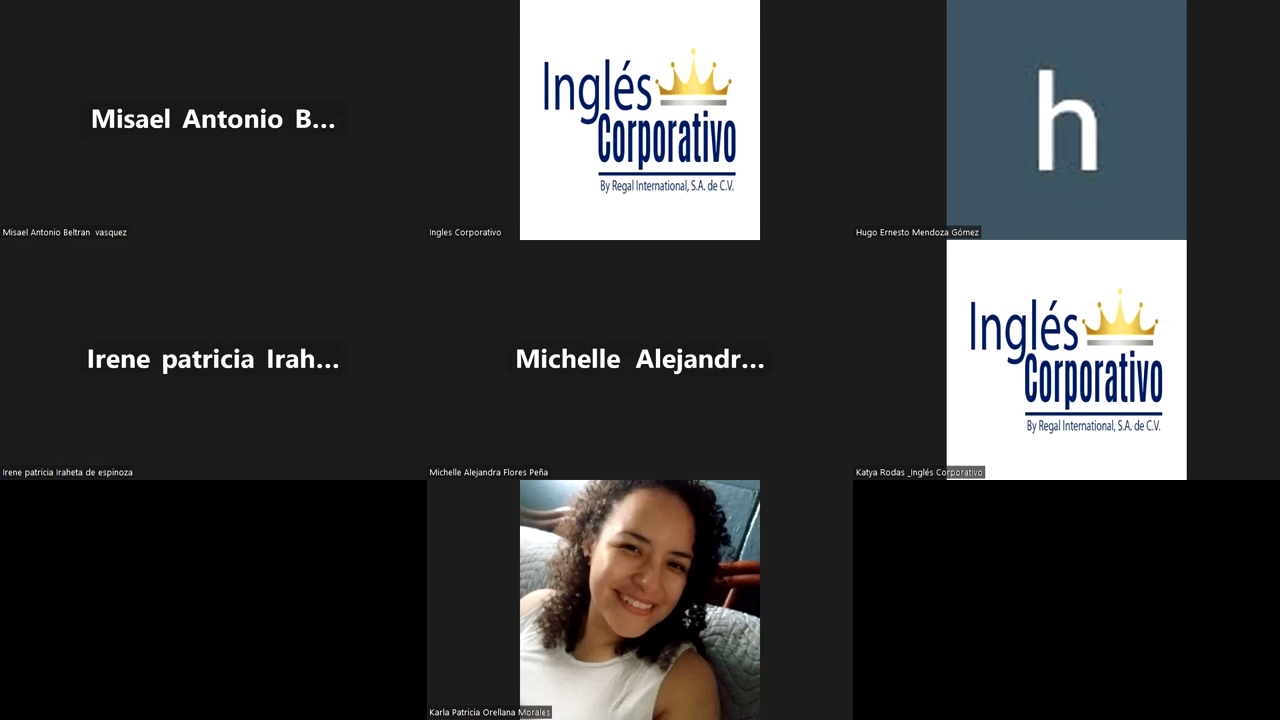 Misael Antonio B...
Misael Antonio Beltran vasquez
Inglés
Corporativo
By Regal International, S.A. de C.V.
Ingles Corporativo
h
Hugo Ernesto Mendoza Gómez
Irene patricia Irah...
Irene patricia Iraheta de espinoza
Michelle Alejandr...
Michelle Alejandra Flores Peña
Inglés
Corporativo
By Regal International, S.A. de C.V.
Katya Rodas _Inglés Corporativo
Karla Patricia Orellana Morales